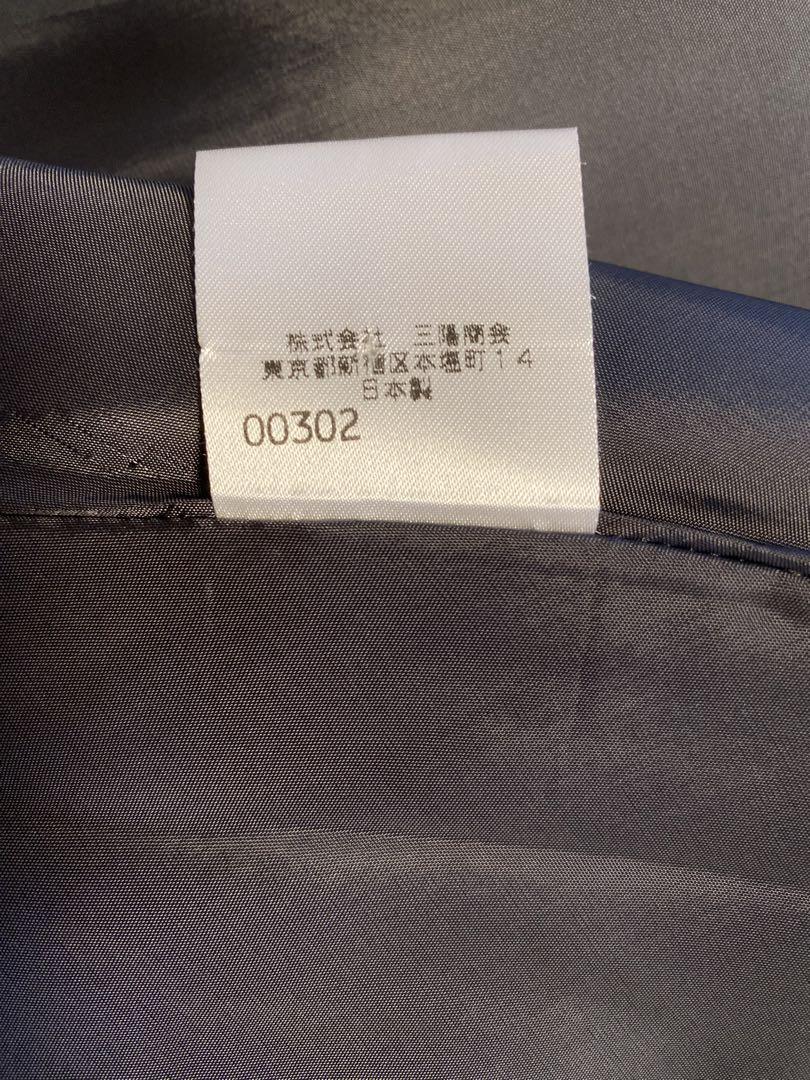 株式会社　三陽商会
東京都新宿区本塩町１４
日本製
00302